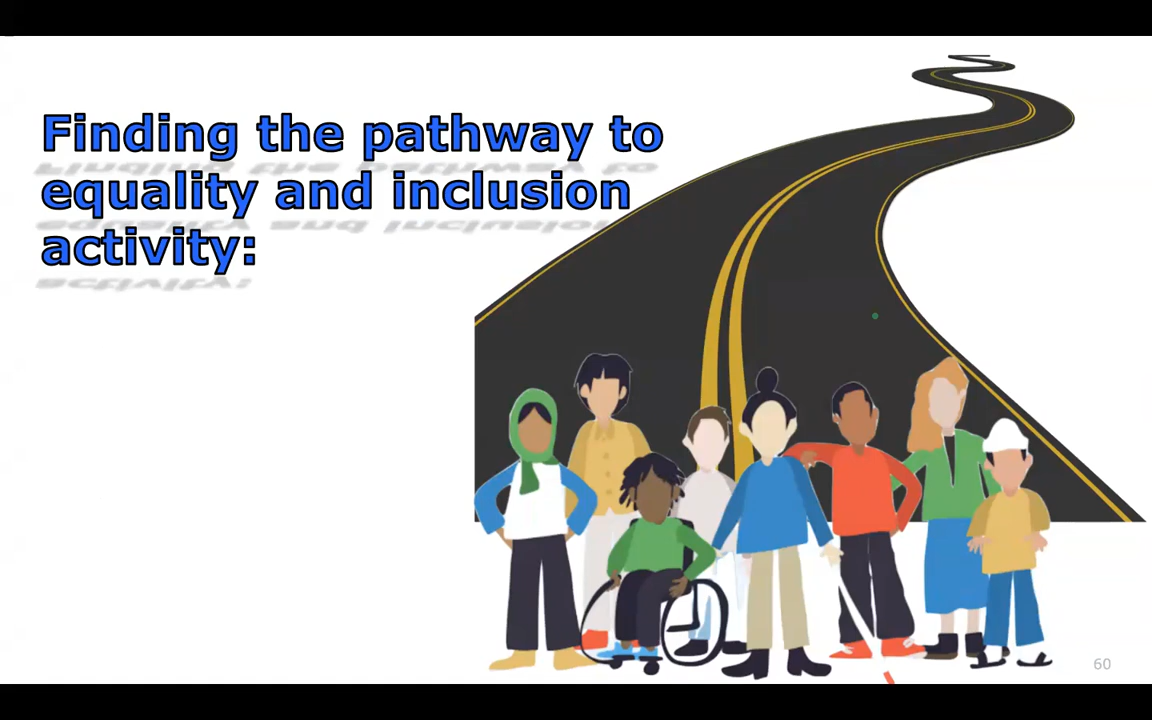 Finding the pathway to
equality and inclusion
activity:
60